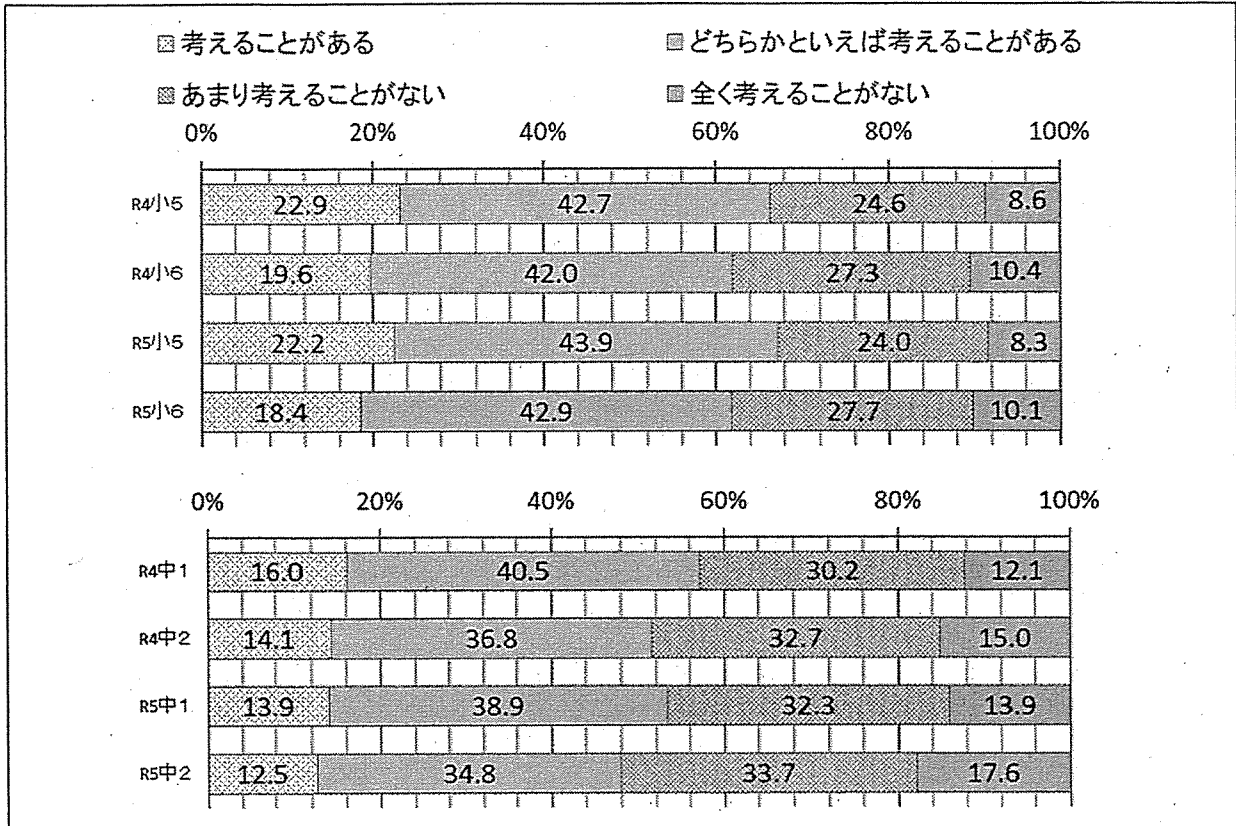 考えることがある どちらかといえば考えることがある
あまり考えることがない 全く考えることがない
0% 20% 40% 60% 80% 100%
R4小5 22.9 42.7 24.6 8.6
R4小6 19.6 42.0 27.3 10.4
R5小5 22.2 43.9 24.0 8.3
R5小6 18.4 42.9 27.7 10.1
0% 20% 40% 60% 80% 100%
R4中1 16.0 40.5 30.2 12.1
R4中2 14.1 36.8 32.7 15.0
R5中1 13.9 38.9 32.3 13.9
R5中2 12.5 34.8 33.7 17.6